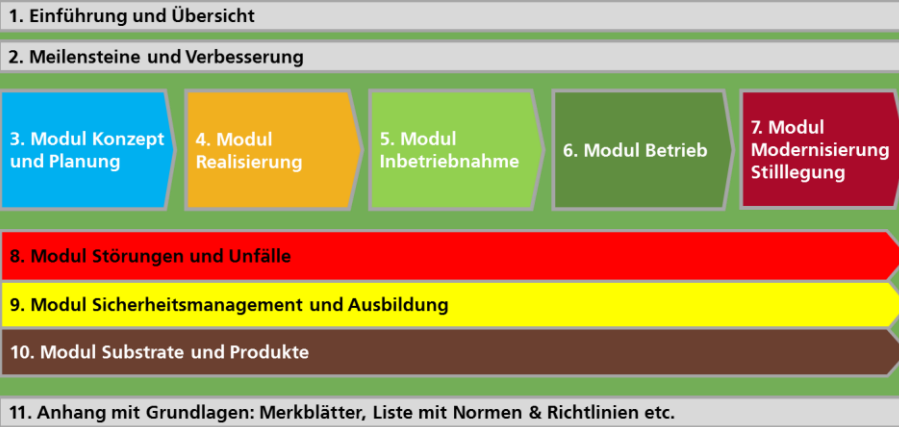 1. Einführung und Übersicht
2. Meilensteine und Verbesserung
3. Modul Konzept
und Planung
4. Modul
Realisierung
5. Modul
Inbetriebnahme
6. Modul Betrieb
7. Modul
Modernisierung
Stilllegung
8. Modul Störungen und Unfälle
9. Modul Sicherheitsmanagement und Ausbildung
10. Modul Substrate und Produkte
11. Anhang mit Grundlagen: Merkblätter, Liste mit Normen & Richtlinien etc.